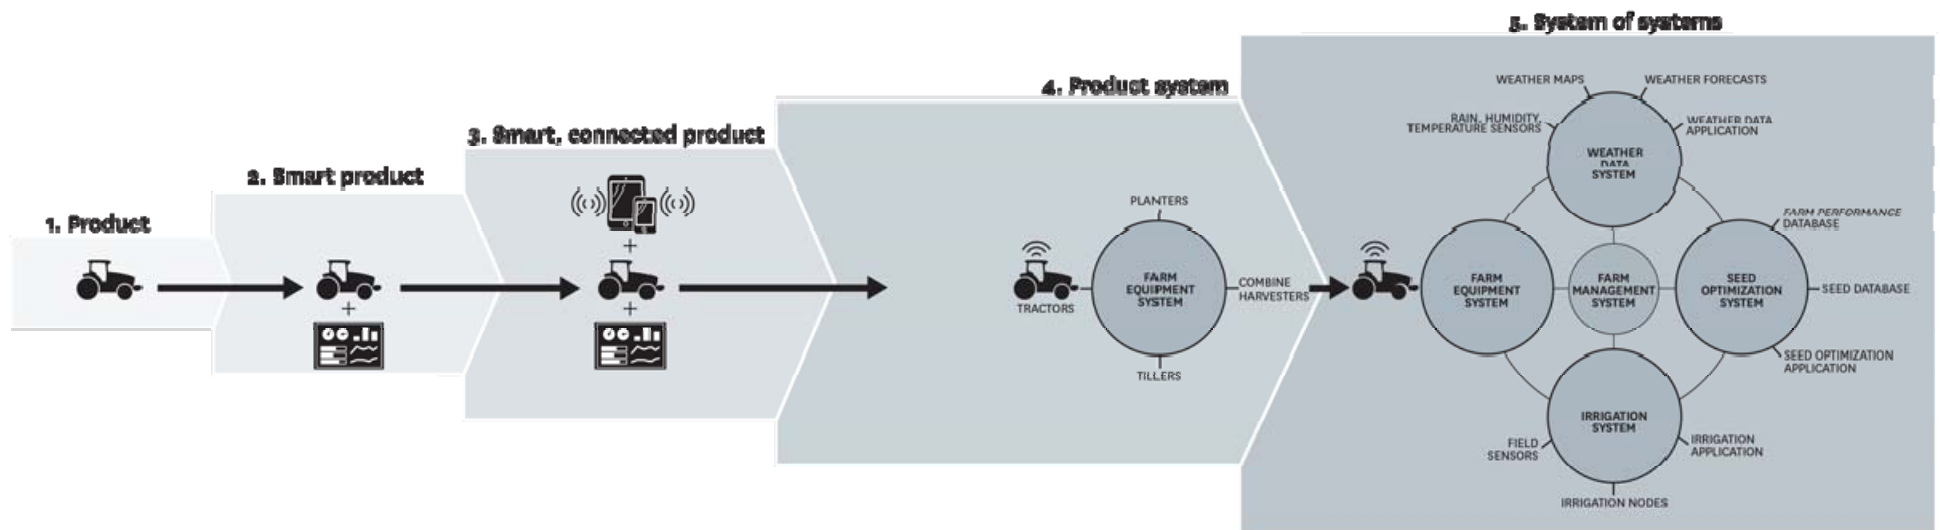 1. Product
2. Smart product
3. Smart, connected product
4. Product system
5. System of systems
PLANTERS
TRACTORS
FARM
EQUIPMENT
SYSTEM
COMBINE
HARVESTERS
TILLERS
WEATHER MAPS
WEATHER FORECASTS
RAIN, HUMIDITY,
TEMPERATURE SENSORS
WEATHER DATA
APPLICATION
WEATHER
DATA
SYSTEM
FARM PERFORMANCE
DATABASE
FARM
EQUIPMENT
SYSTEM
FARM
MANAGEMENT
SYSTEM
SEED
OPTIMIZATION
SYSTEM
SEED DATABASE
SEED OPTIMIZATION
APPLICATION
IRRIGATION
SYSTEM
FIELD
SENSORS
IRRIGATION
APPLICATION
IRRIGATION NODES